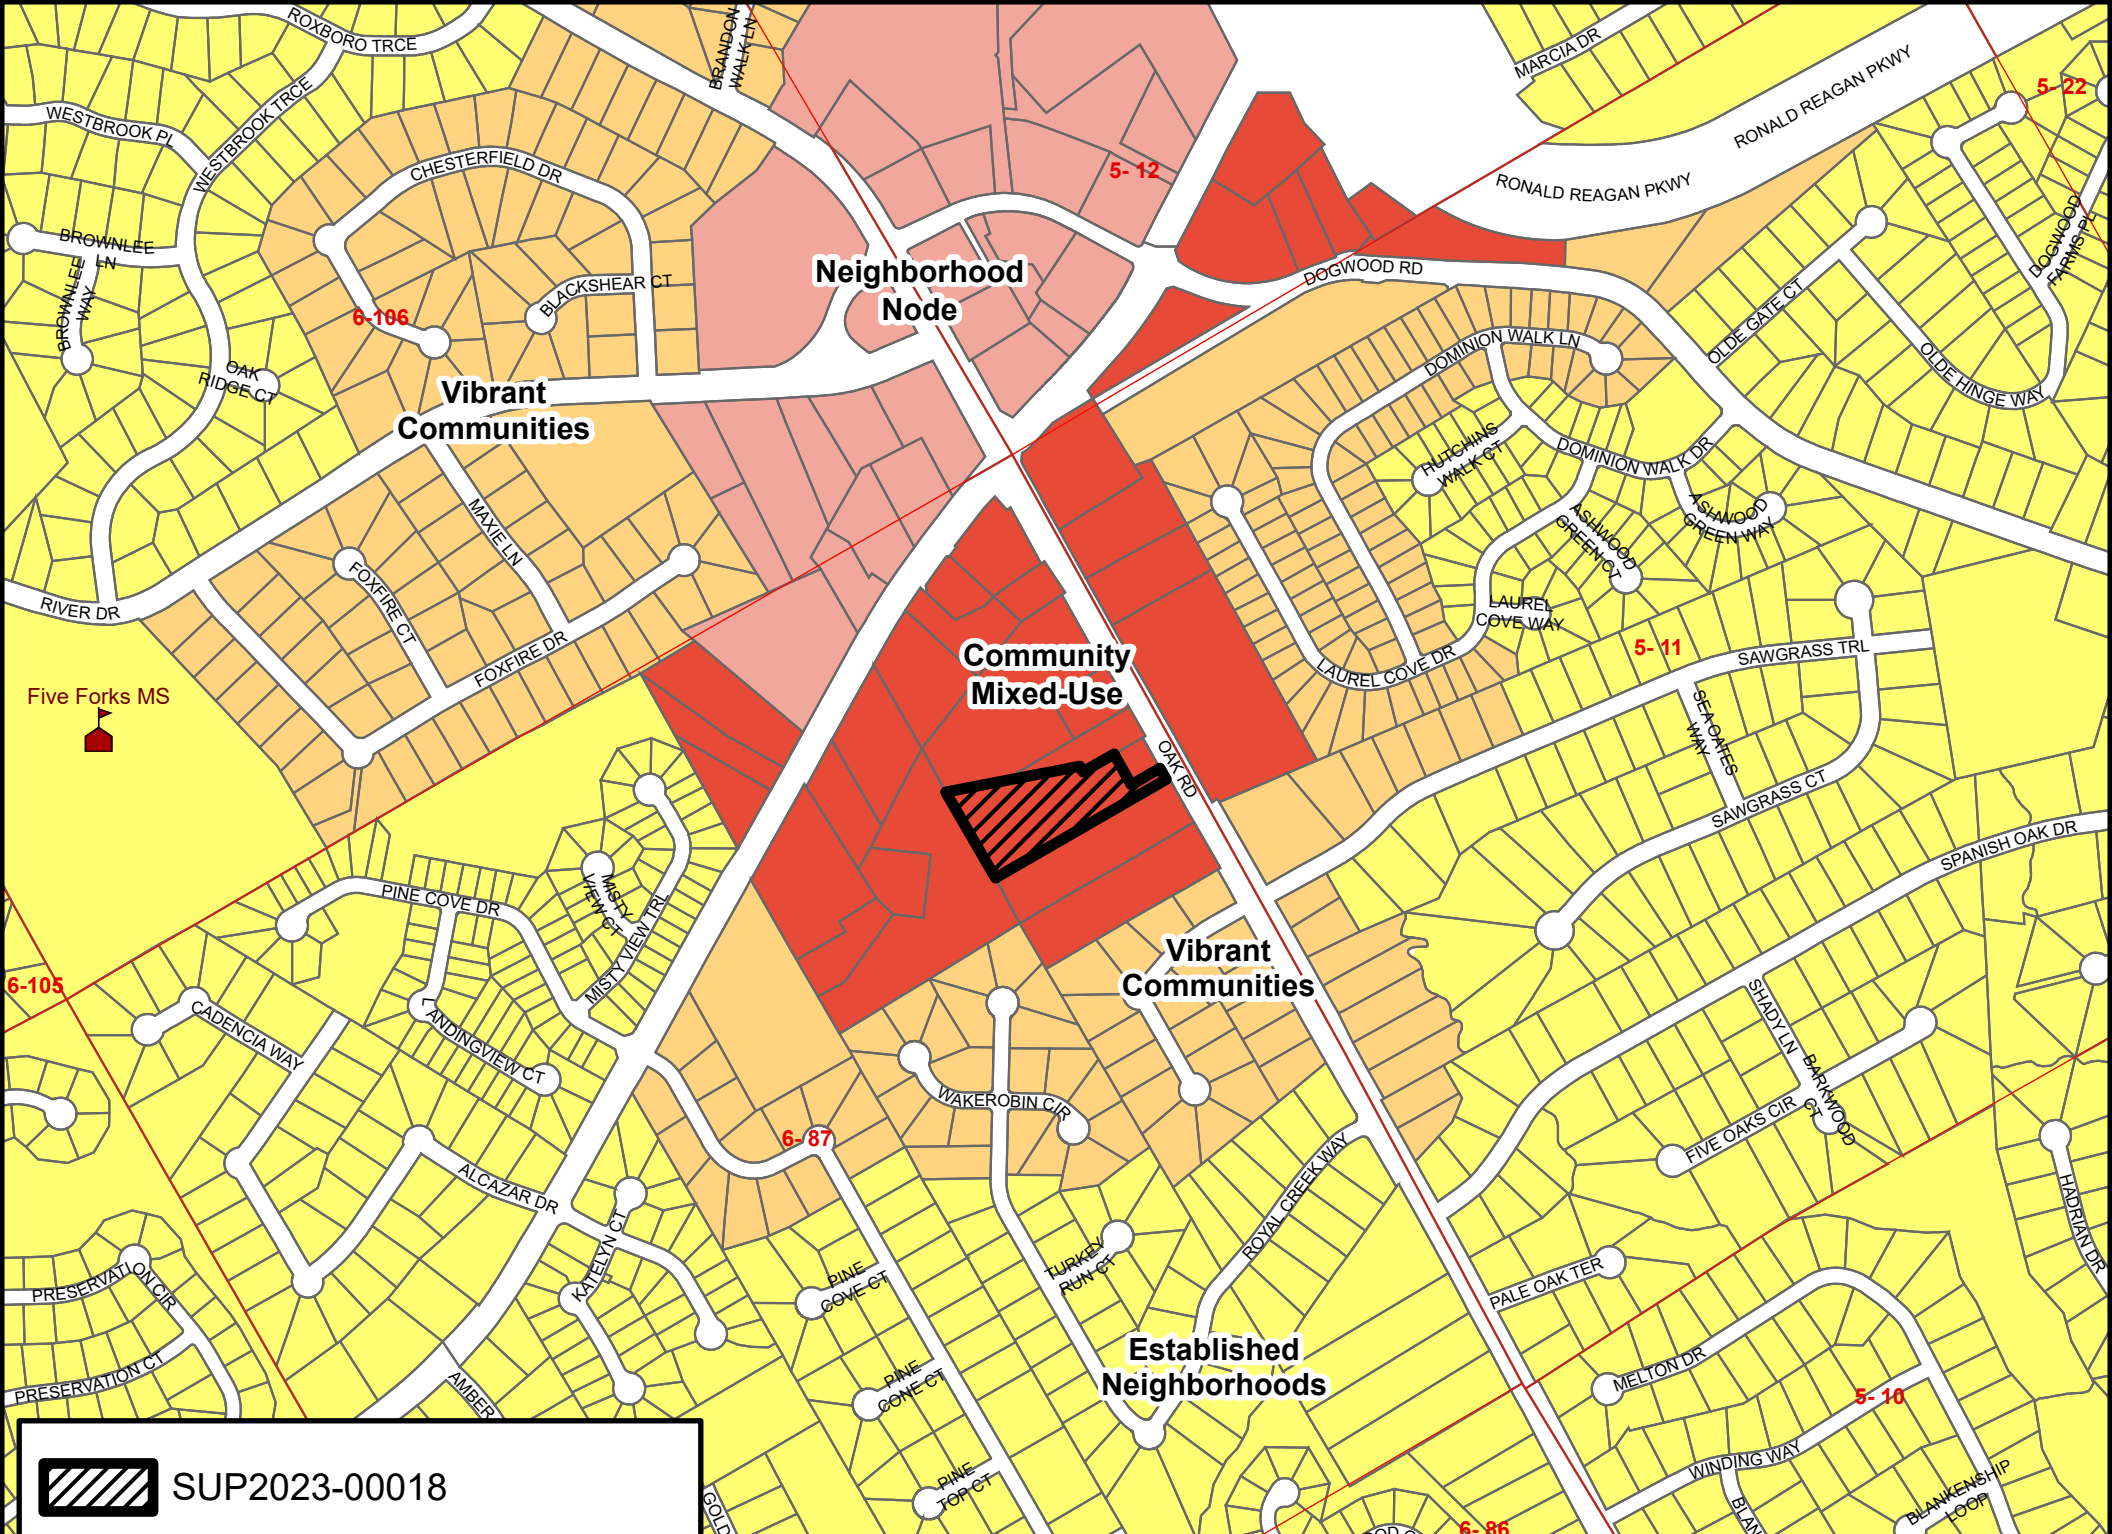 ROXBORO TRCE
BRANDON
WALK LN
MARCIA DR
RONALD REAGAN PKWY
5- 22
WESTBROOK PL
WESTBROOK TRCE
CHESTERFIELD DR
5- 12
RONALD REAGAN PKWY
DOGWOOD
FARMS PL
BROWNLEE
LN
BROWNLEE
WAY
BLACKSHEAR CT
Neighborhood
Node
DOGWOOD RD
6-106
OLDE GATE CT
DOMINION WALK LN
OLDE HINGE WAY
OAK
RIDGE CT
Vibrant
Communities
HUTCHINS
WALK CT
DOMINION WALK DR
MAXIE LN
ASHWOOD
GREEN WAY
ASHWOOD
GREEN CT
FOXFIRE CT
RIVER DR
LAUREL
COVE WAY
FOXFIRE DR
Community
Mixed-Use
LAUREL COVE DR
5- 11
SAWGRASS TRL
Five Forks MS
SEA OATES
WAY
OAK RD
SAWGRASS CT
SPANISH OAK DR
PINE COVE DR
MISTY
VIEW CT
MISTY VIEW TRL
Vibrant
Communities
6-105
CADENCIA WAY
LANDINGVIEW CT
SHADY LN
BARKWOOD
CT
WAKEROBIN CIR
6- 87
FIVE OAKS CIR
ALCAZAR DR
ROYAL CREEK WAY
HADRIAN DR
KATELYN CT
TURKEY
RUN CT
PRESERVATION CIR
PINE
COVE CT
PALE OAK TER
Established
Neighborhoods
PRESERVATION CT
AMBER
PINE
CONE CT
MELTON DR
5- 10
WINDING WAY
PINE
TOP CT
BLANKENSHIP
LOOP
SUP2023-00018
GOLD
BLAN
6- 86